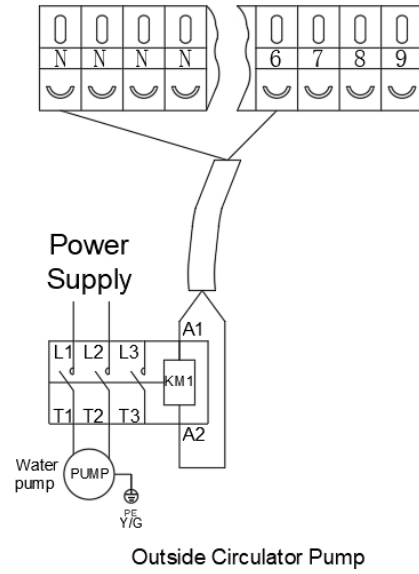 N N N N 6 7 8 9
Power
Supply
A1
L1 L2 L3
KM1
T1 T2 T3
A2
Water
pump
PUMP
PE
Y/G
Outside Circulator Pump